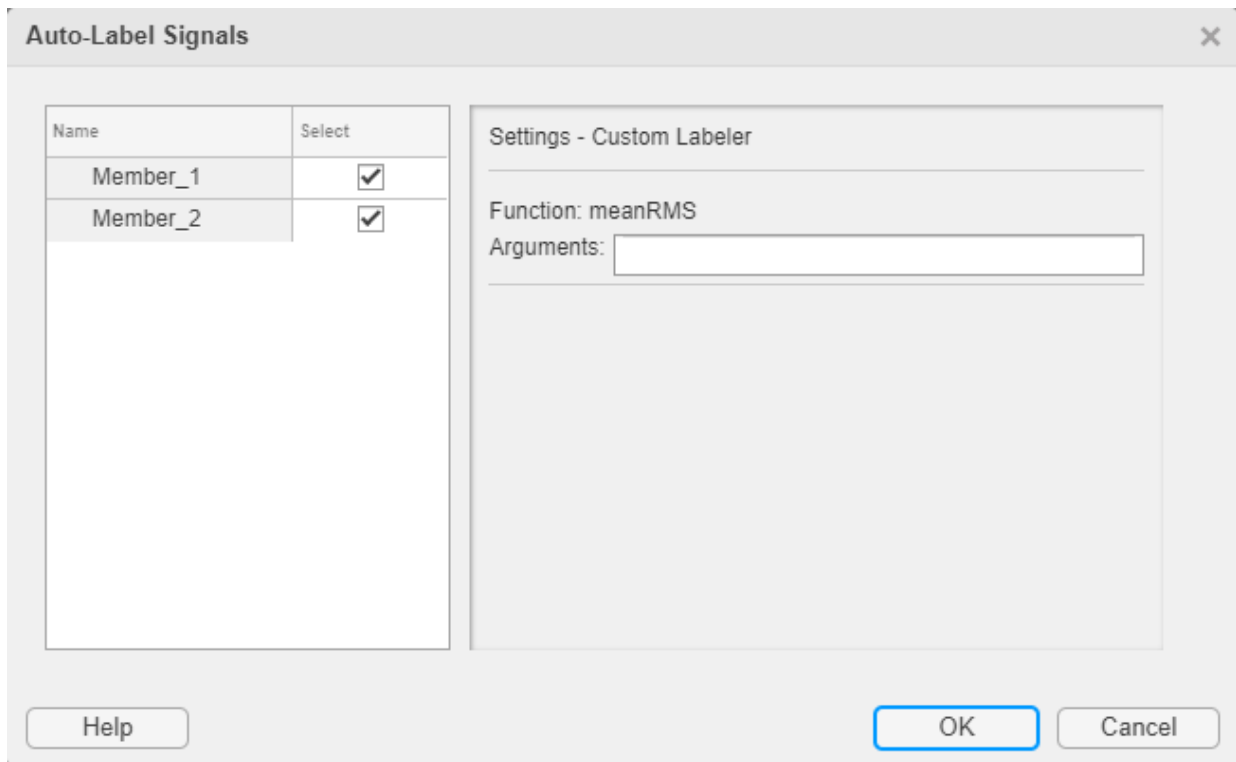 Auto-Label Signals
Name Select
Member_1
Member_2
Settings - Custom Labeler
Function: meanRMS
Arguments:
Help OK Cancel